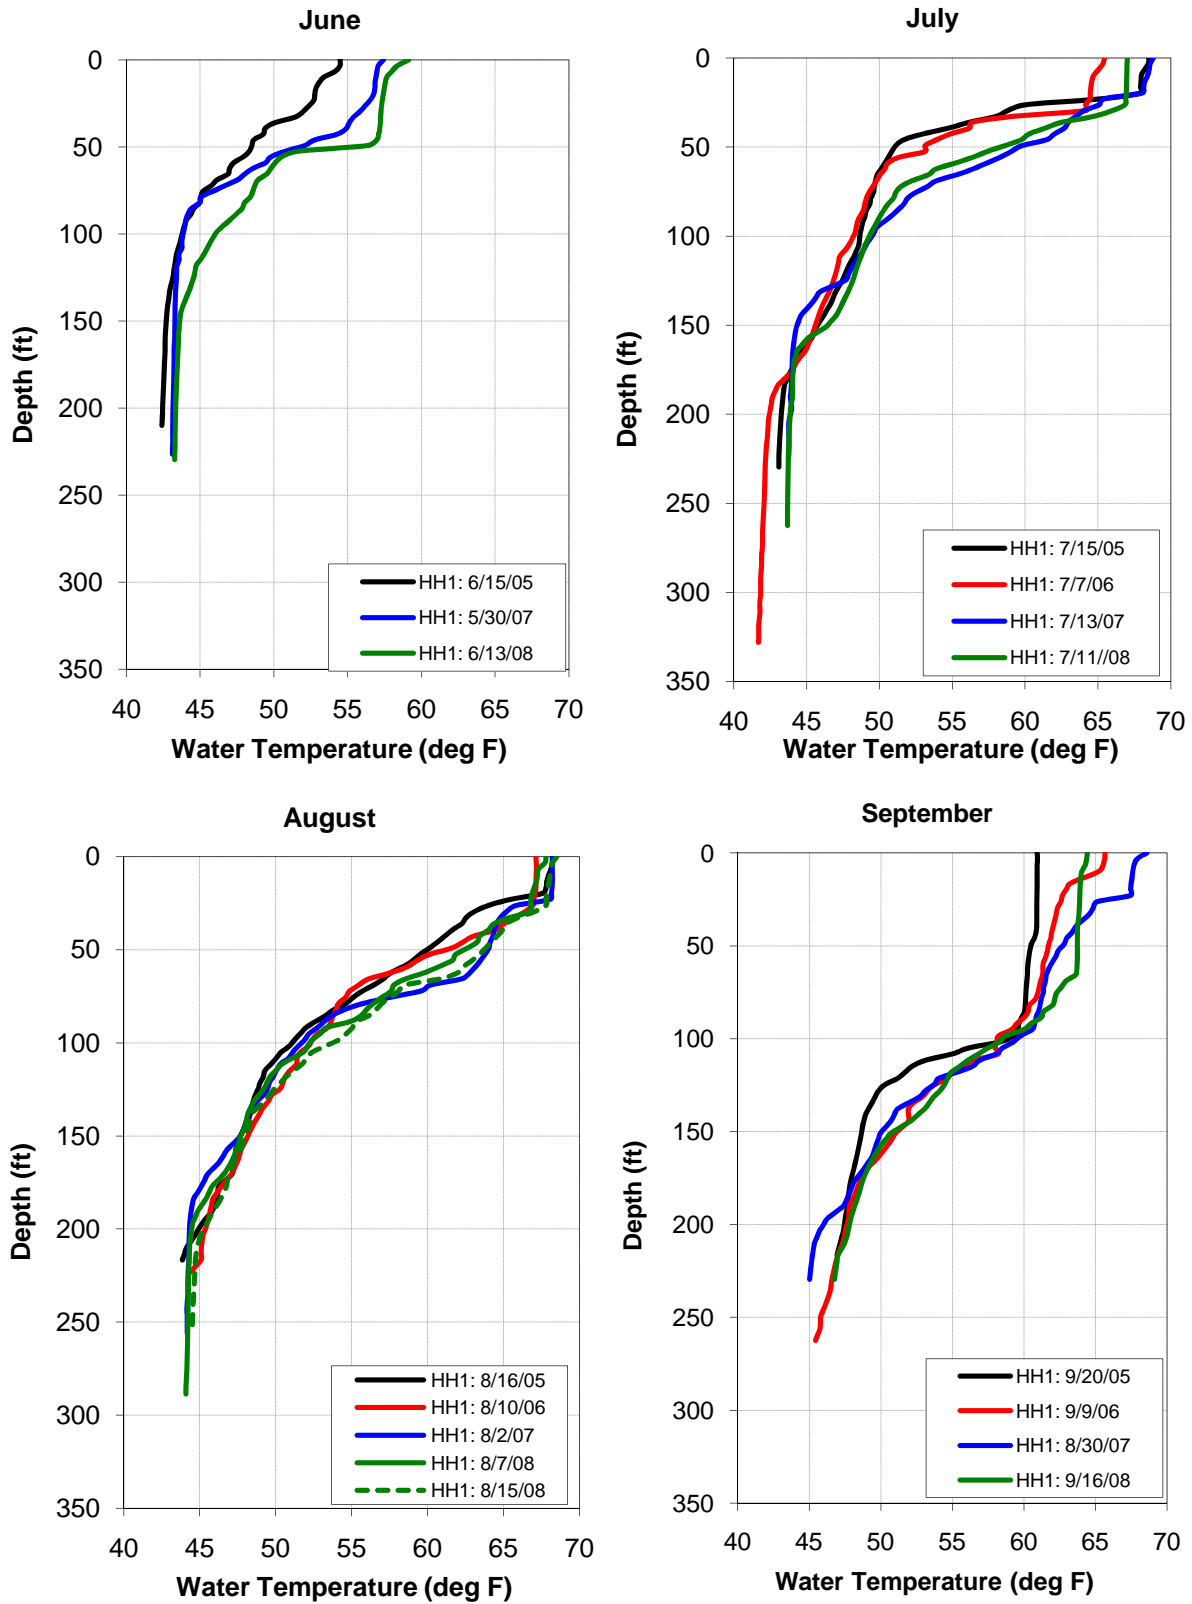 June
0
50
100
150
200
250
300
350
Depth (ft)
HH1: 6/15/05
HH1: 5/30/07
HH1: 6/13/08
40 45 50 55 60 65 70
Water Temperature (deg F)
July
0
50
100
150
200
250
300
350
Depth (ft)
HH1: 7/15/05
HH1: 7/7/06
HH1: 7/13/07
HH1: 7/11//08
40 45 50 55 60 65 70
Water Temperature (deg F)
August
0
50
100
150
200
250
300
350
Depth (ft)
HH1: 8/16/05
HH1: 8/10/06
HH1: 8/2/07
HH1: 8/7/08
HH1: 8/15/08
40 45 50 55 60 65 70
Water Temperature (deg F)
September
0
50
100
150
200
250
300
350
Depth (ft)
HH1: 9/20/05
HH1: 9/9/06
HH1: 8/30/07
HH1: 9/16/08
40 45 50 55 60 65 70
Water Temperature (deg F)